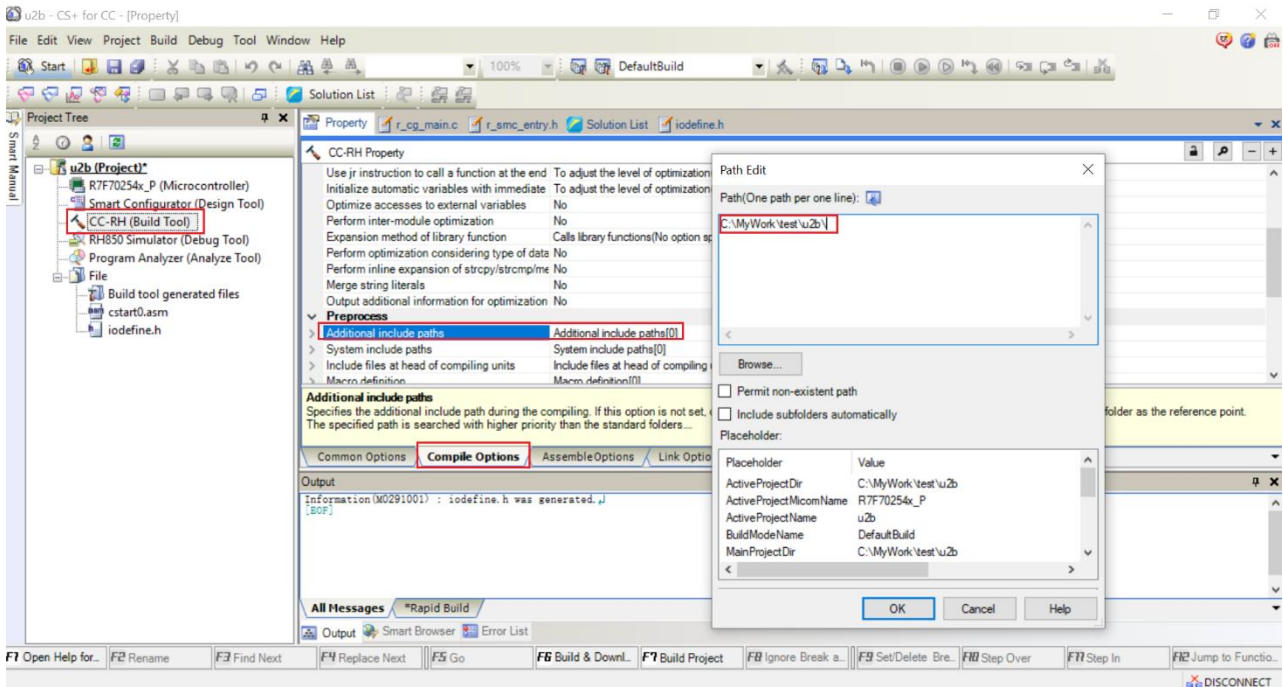 u2b - CS+ for CC - [Property]
File Edit View Project Build Debug Tool Window Help
Start 100% DefaultBuild
Solution List
Smart Manual
Project Tree
u2b (Project)*
R7F70254x_P (Microcontroller)
Smart Configurator (Design Tool)
CC-RH (Build Tool)
RH850 Simulator (Debug Tool)
Program Analyzer (Analyze Tool)
File
Build tool generated files
cstart0.asm
iodefine.h
Property r_cg_main.c r_smc_entry.h Solution List iodefine.h
CC-RH Property
Use jr instruction to call a function at the end To adjust the level of optimization
Initialize automatic variables with immediate To adjust the level of optimization
Optimize accesses to external variables No
Perform inter-module optimization No
Expansion method of library function Calls library functions(No option sp
Perform optimization considering type of data No
Perform inline expansion of strcpy/strcmp/me No
Merge string literals No
Output additional information for optimization No
Preprocess
Additional include paths Additional include paths[0]
System include paths System include paths[0]
Include files at head of compiling units Include files at head of compiling
Macro definition Macro definition[0]
Additional include paths
Specifies the additional include path during the compiling. If this option is not set, folder as the reference point.
The specified path is searched with higher priority than the standard folders....
Common Options Compile Options Assemble Options Link Optio
Output
Information(M0291001) : iodefine.h was generated.
[EOF]
All Messages *Rapid Build
Output Smart Browser Error List
Path Edit
Path(One path per one line):
C:\MyWork\test\u2b\
Browse...
Permit non-existent path
Include subfolders automatically
Placeholder:
Placeholder Value
ActiveProjectDir C:\MyWork\test\u2b
ActiveProjectMicomName R7F70254x_P
ActiveProjectName u2b
BuildModeName DefaultBuild
MainProjectDir C:\MyWork\test\u2b
OK Cancel Help
F1 Open Help for... F2 Rename F3 Find Next F4 Replace Next F5 Go F6 Build & Downl... F7 Build Project F8 Ignore Break a... F9 Set/Delete Bre... F10 Step Over F11 Step In F12 Jump to Functio...
DISCONNECT